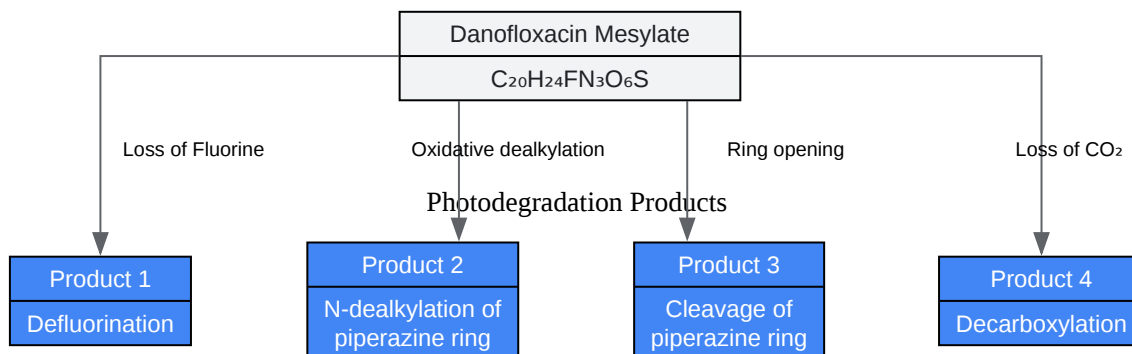 Danofloxacin Mesylate
C₂₀H₂₄FN₃O₆S
Loss of Fluorine
Oxidative dealkylation
Ring opening
Loss of CO₂
Photodegradation Products
Product 1
Defluorination
Product 2
N-dealkylation of
piperazine ring
Product 3
Cleavage of
piperazine ring
Product 4
Decarboxylation